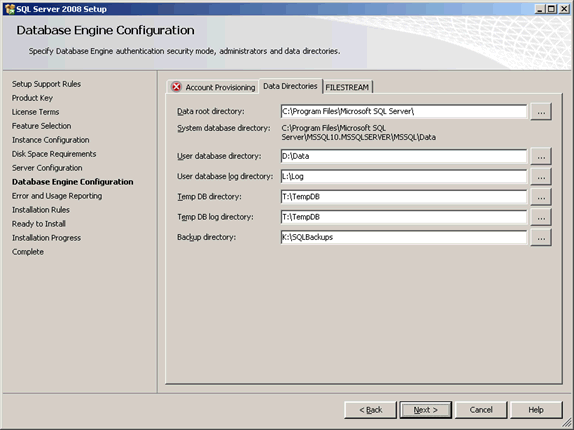 SQL Server 2008 Setup
Database Engine Configuration
Specify Database Engine authentication security mode, administrators and data directories.
Setup Support Rules
Product Key
License Terms
Feature Selection
Instance Configuration
Disk Space Requirements
Server Configuration
Database Engine Configuration
Error and Usage Reporting
Installation Rules
Ready to Install
Installation Progress
Complete
Account Provisioning Data Directories FILESTREAM
Data root directory: C:\Program Files\Microsoft SQL Server\ ...
System database directory: C:\Program Files\Microsoft SQL
Server\MSSQL10.MSSQLSERVER\MSSQL\Data
User database directory: D:\Data ...
User database log directory: L:\Log ...
Temp DB directory: T:\TempDB ...
Temp DB log directory: T:\TempDB ...
Backup directory: K:\SQLBackups ...
< Back Next > Cancel Help